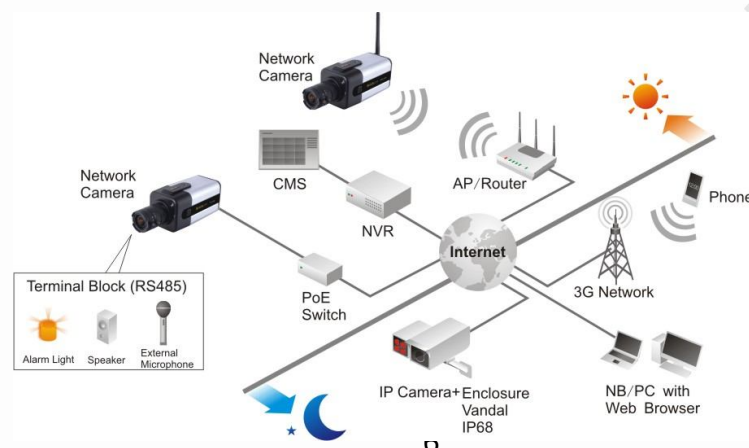 Network
Camera
CMS
AP/Router
Network
Camera
NVR
Phone
Internet
Terminal Block (RS485)
PoE
Switch
3G Network
Alarm Light
Speaker
External
Microphone
IP Camera+Enclosure
Vandal
IP68
NB/PC with
Web Browser